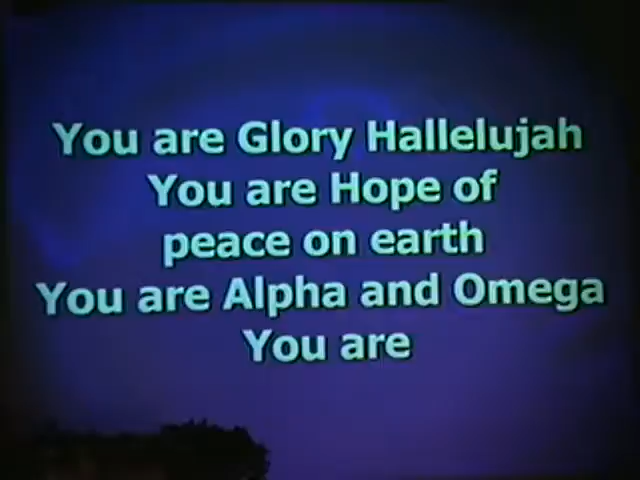 You are Glory Hallelujah
You are Hope of
peace on earth
You are Alpha and Omega
You are